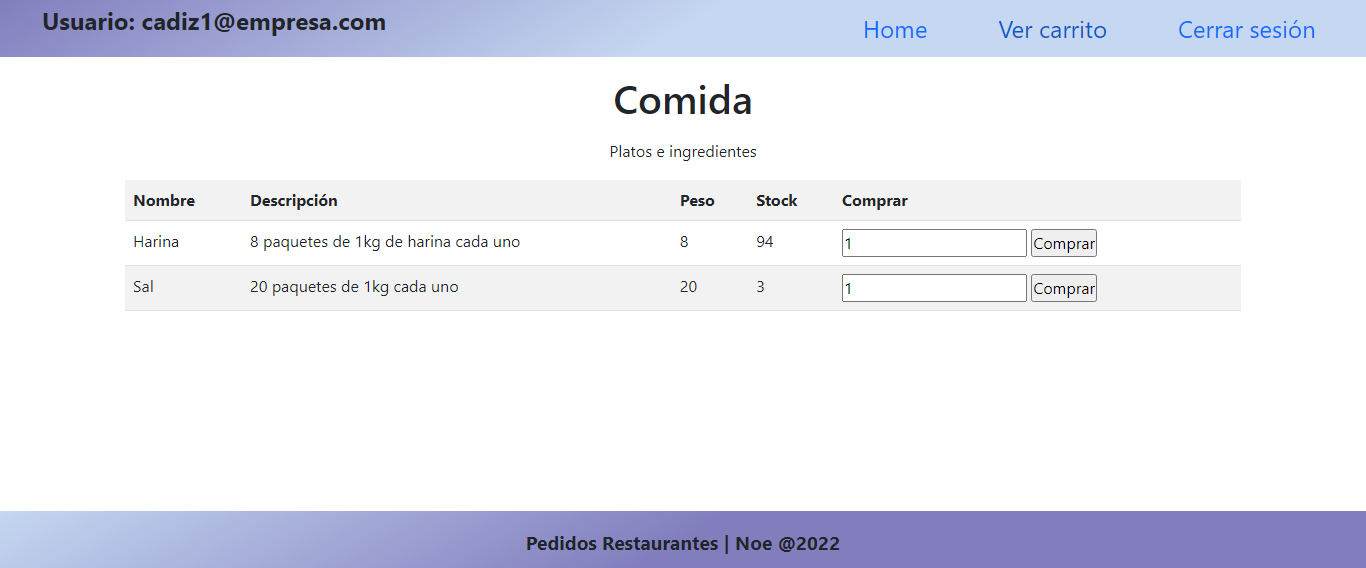 Usuario: cadiz1@empresa.com Home Ver carrito Cerrar sesión
Comida
Platos e ingredientes
Nombre Descripción Peso Stock Comprar
Harina 8 paquetes de 1kg de harina cada uno 8 94 1 Comprar
Sal 20 paquetes de 1kg cada uno 20 3 1 Comprar
Pedidos Restaurantes | Noe @2022